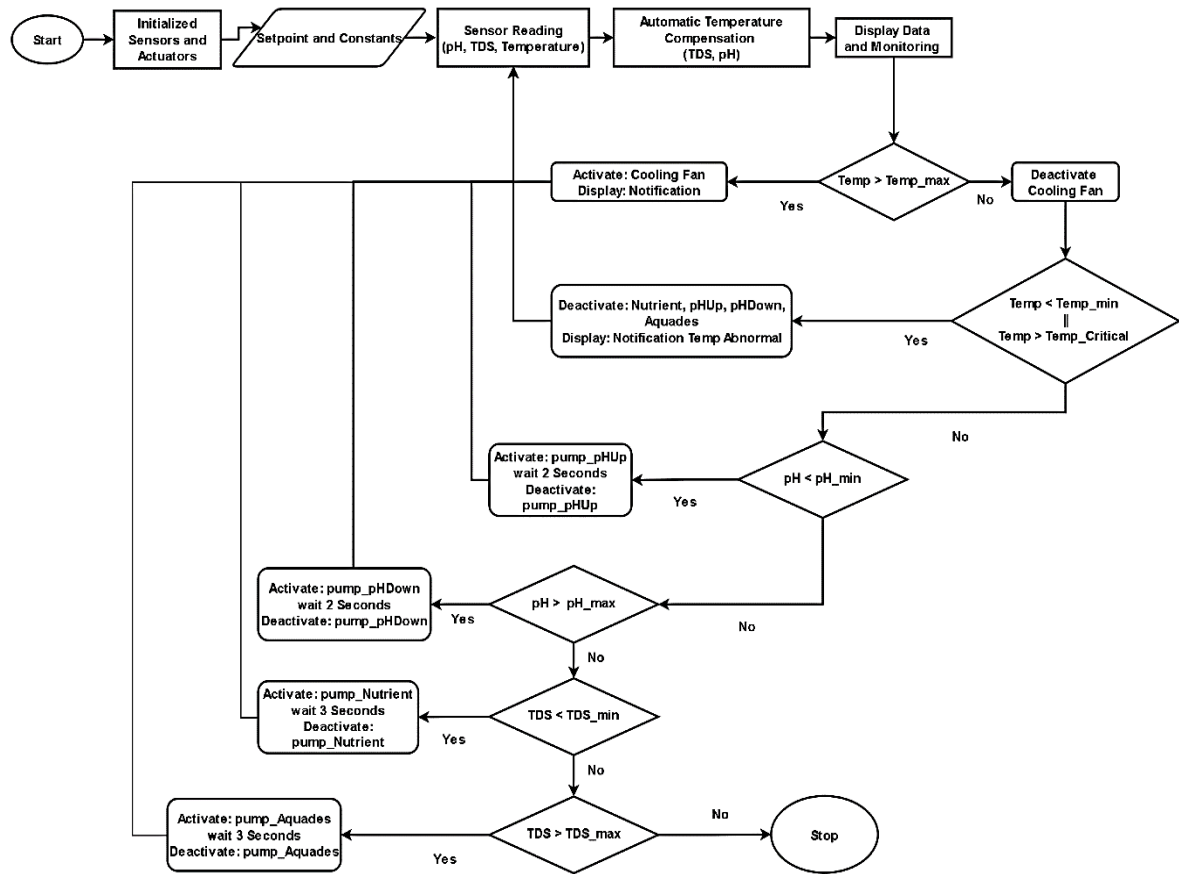 Start
Initialized
Sensors and
Actuators
Setpoint and Constants
Sensor Reading
(pH, TDS, Temperature)
Automatic Temperature
Compensation
(TDS, pH)
Display Data
and Monitoring
Activate: Cooling Fan
Display: Notification
Yes
Temp > Temp_max
No
Deactivate
Cooling Fan
Deactivate: Nutrient, pHUp, pHDown,
Aquades
Display: Notification Temp Abnormal
Yes
Temp < Temp_min
||
Temp > Temp_Critical
No
Activate: pump_pHUp
wait 2 Seconds
Deactivate:
pump_pHUp
Yes
pH < pH_min
Activate: pump_pHDown
wait 2 Seconds
Deactivate: pump_pHDown
Yes
pH > pH_max
No
No
Activate: pump_Nutrient
wait 3 Seconds
Deactivate:
pump_Nutrient
Yes
TDS < TDS_min
No
Activate: pump_Aquades
wait 3 Seconds
Deactivate: pump_Aquades
Yes
TDS > TDS_max
No
Stop